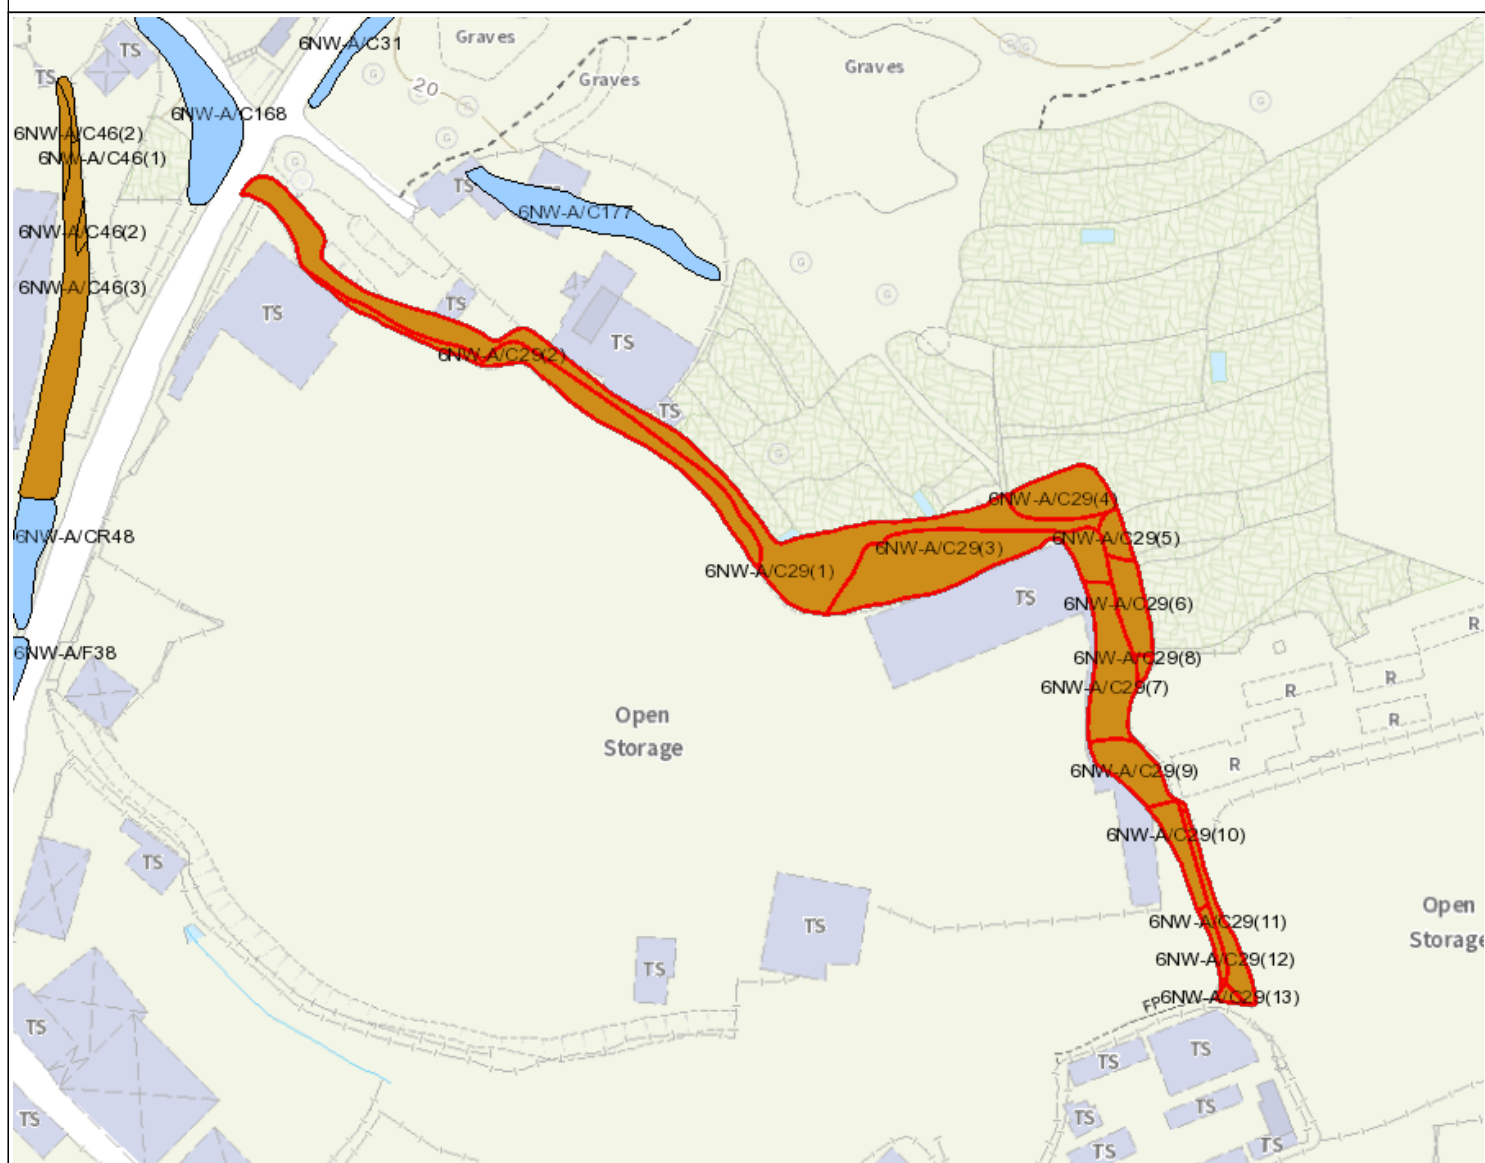 6NW-A/C31
Graves
TS
Graves
Graves
TS
20
G
G
G
G
6NW-A/C168
6NW-A/C46(2)
6NW-A/C46(1)
G
G
TS
6NW-A/C177
6NW-A/C46(2)
G
6NW-A/C46(3)
G
TS
TS
TS
6NW-A/C29(2)
TS
G
6NW-A/C29(4)
6NW-A/CR48
6NW-A/C29(5)
6NW-A/C29(3)
6NW-A/C29(1)
TS
6NW-A/C29(6)
R
6NW-A/F38
6NW-A/C29(8)
R
6NW-A/C29(7)
R
Open
Storage
R
R
6NW-A/C29(9)
6NW-A/C29(10)
TS
Open
Storage
TS
6NW-A/C29(11)
6NW-A/C29(12)
TS
6NW-A/C29(13)
FP
TS
TS
TS
TS
TS
TS
TS
TS